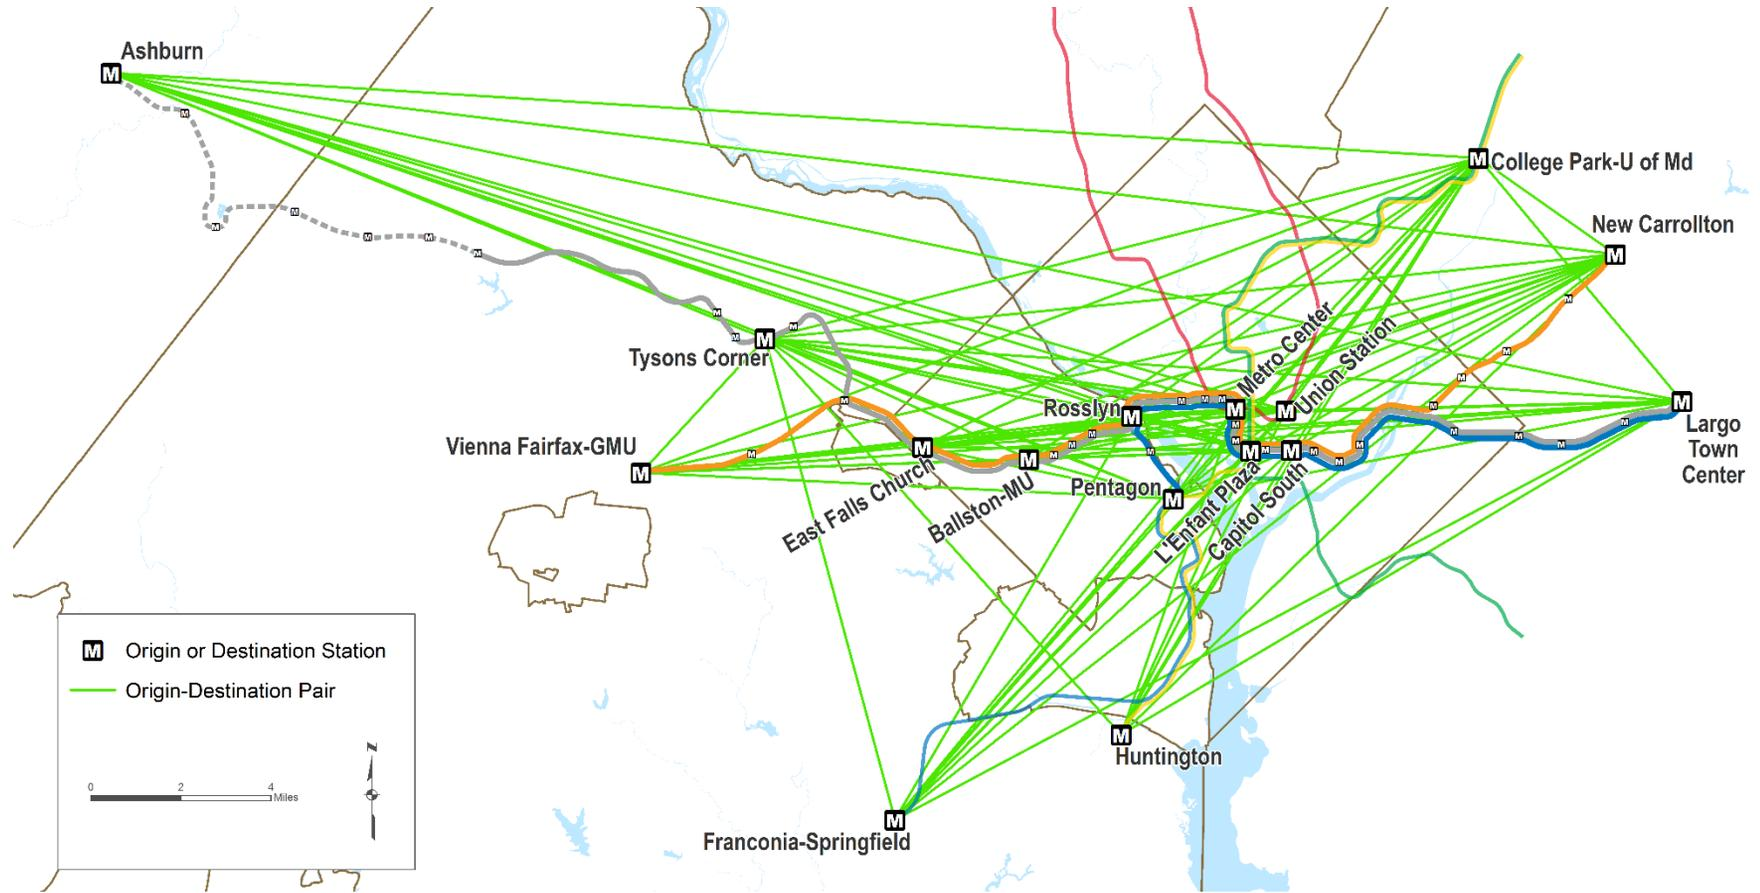 Ashburn
College Park-U of Md
New Carrollton
Metro Center
Union Station
Tysons Corner
Rosslyn
Vienna Fairfax-GMU
Largo
Town
Center
East Falls Church
Ballston-MU
Pentagon
L'Enfant Plaza
Capitol South
Huntington
Franconia-Springfield
M Origin or Destination Station
Origin-Destination Pair
N
0 2 4
Miles